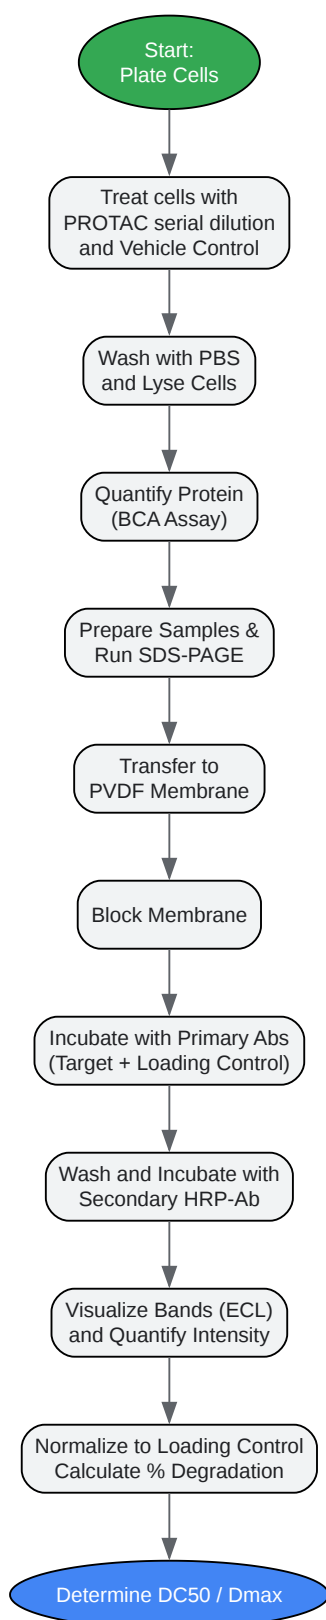 Start:
Plate Cells
Treat cells with
PROTAC serial dilution
and Vehicle Control
Wash with PBS
and Lyse Cells
Quantify Protein
(BCA Assay)
Prepare Samples &
Run SDS-PAGE
Transfer to
PVDF Membrane
Block Membrane
Incubate with Primary Abs
(Target + Loading Control)
Wash and Incubate with
Secondary HRP-Ab
Visualize Bands (ECL)
and Quantify Intensity
Normalize to Loading Control
Calculate % Degradation
Determine DC50 / Dmax